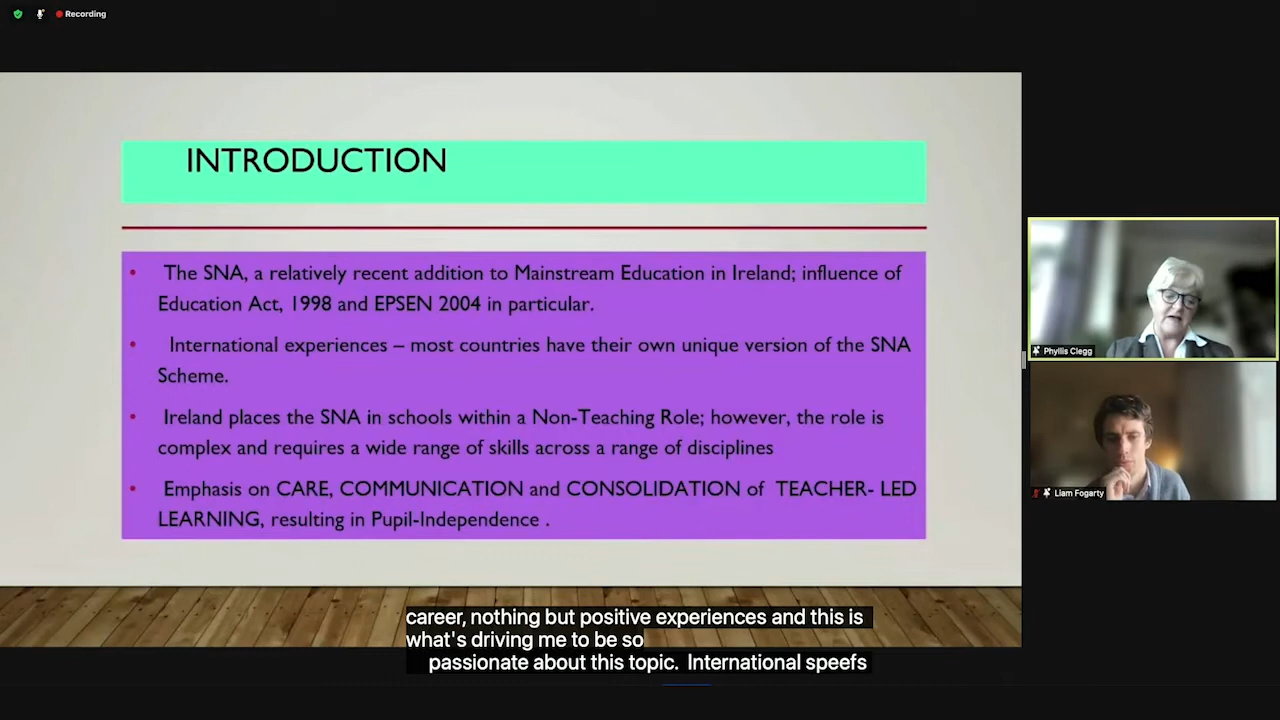 Recording
INTRODUCTION
• The SNA, a relatively recent addition to Mainstream Education in Ireland; influence of
Education Act, 1998 and EPSEN 2004 in particular.
• International experiences – most countries have their own unique version of the SNA
Scheme.
• Ireland places the SNA in schools within a Non-Teaching Role; however, the role is
complex and requires a wide range of skills across a range of disciplines
• Emphasis on CARE, COMMUNICATION and CONSOLIDATION of TEACHER- LED
LEARNING, resulting in Pupil-Independence .
Phyllis Clegg
Liam Fogarty
career, nothing but positive experiences and this is
what's driving me to be so
passionate about this topic. International speefs